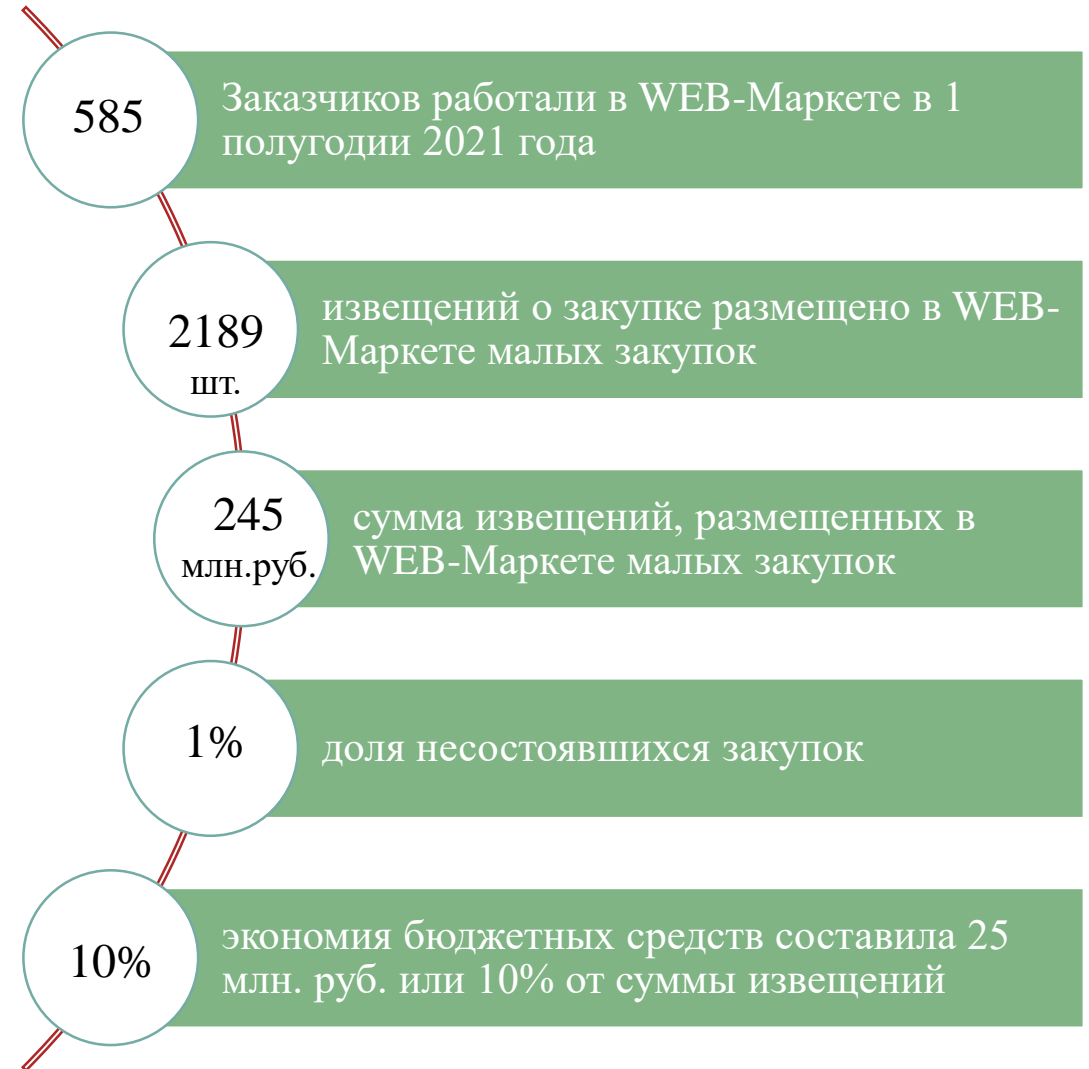 585
Заказчиков работали в WEB-Маркете в 1
полугодии 2021 года
2189
шт.
извещений о закупке размещено в WEB-
Маркете малых закупок
245
млн.руб.
сумма извещений, размещенных в
WEB-Маркете малых закупок
1%
доля несостоявшихся закупок
10%
экономия бюджетных средств составила 25
млн. руб. или 10% от суммы извещений